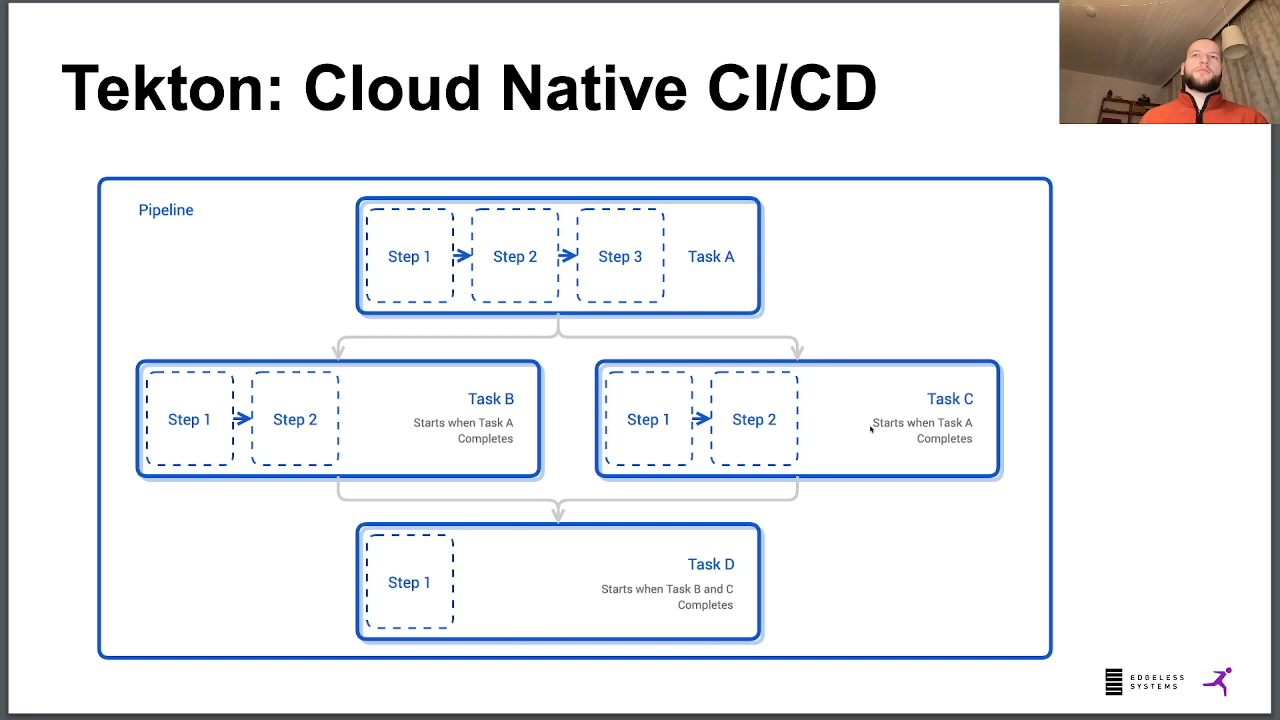 Tekton: Cloud Native CI/CD
Pipeline
Step 1
Step 2
Step 3
Task A
Step 1
Step 2
Task B
Starts when Task A
Completes
Step 1
Step 2
Task C
Starts when Task A
Completes
Step 1
Task D
Starts when Task B and C
Completes
EDGELESS
SYSTEMS